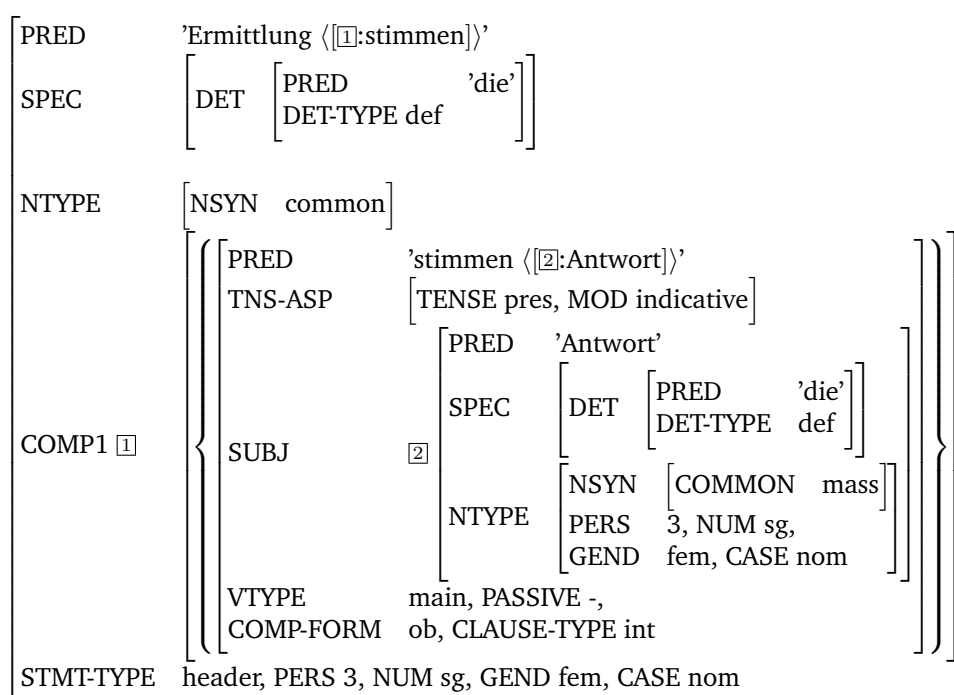 PRED ’Ermittlung ⟨[1:stimmen]⟩’
SPEC DET PRED ’die’
DET-TYPE def
NTYPE NSYN common
COMP1 1
PRED ’stimmen ⟨[2:Antwort]⟩’
TNS-ASP TENSE pres, MOD indicative
SUBJ 2
PRED ’Antwort’
SPEC DET PRED ’die’
DET-TYPE def
NTYPE NSYN COMMON mass
PERS 3, NUM sg,
GEND fem, CASE nom
VTYPE main, PASSIVE -,
COMP-FORM ob, CLAUSE-TYPE int
STMT-TYPE header, PERS 3, NUM sg, GEND fem, CASE nom